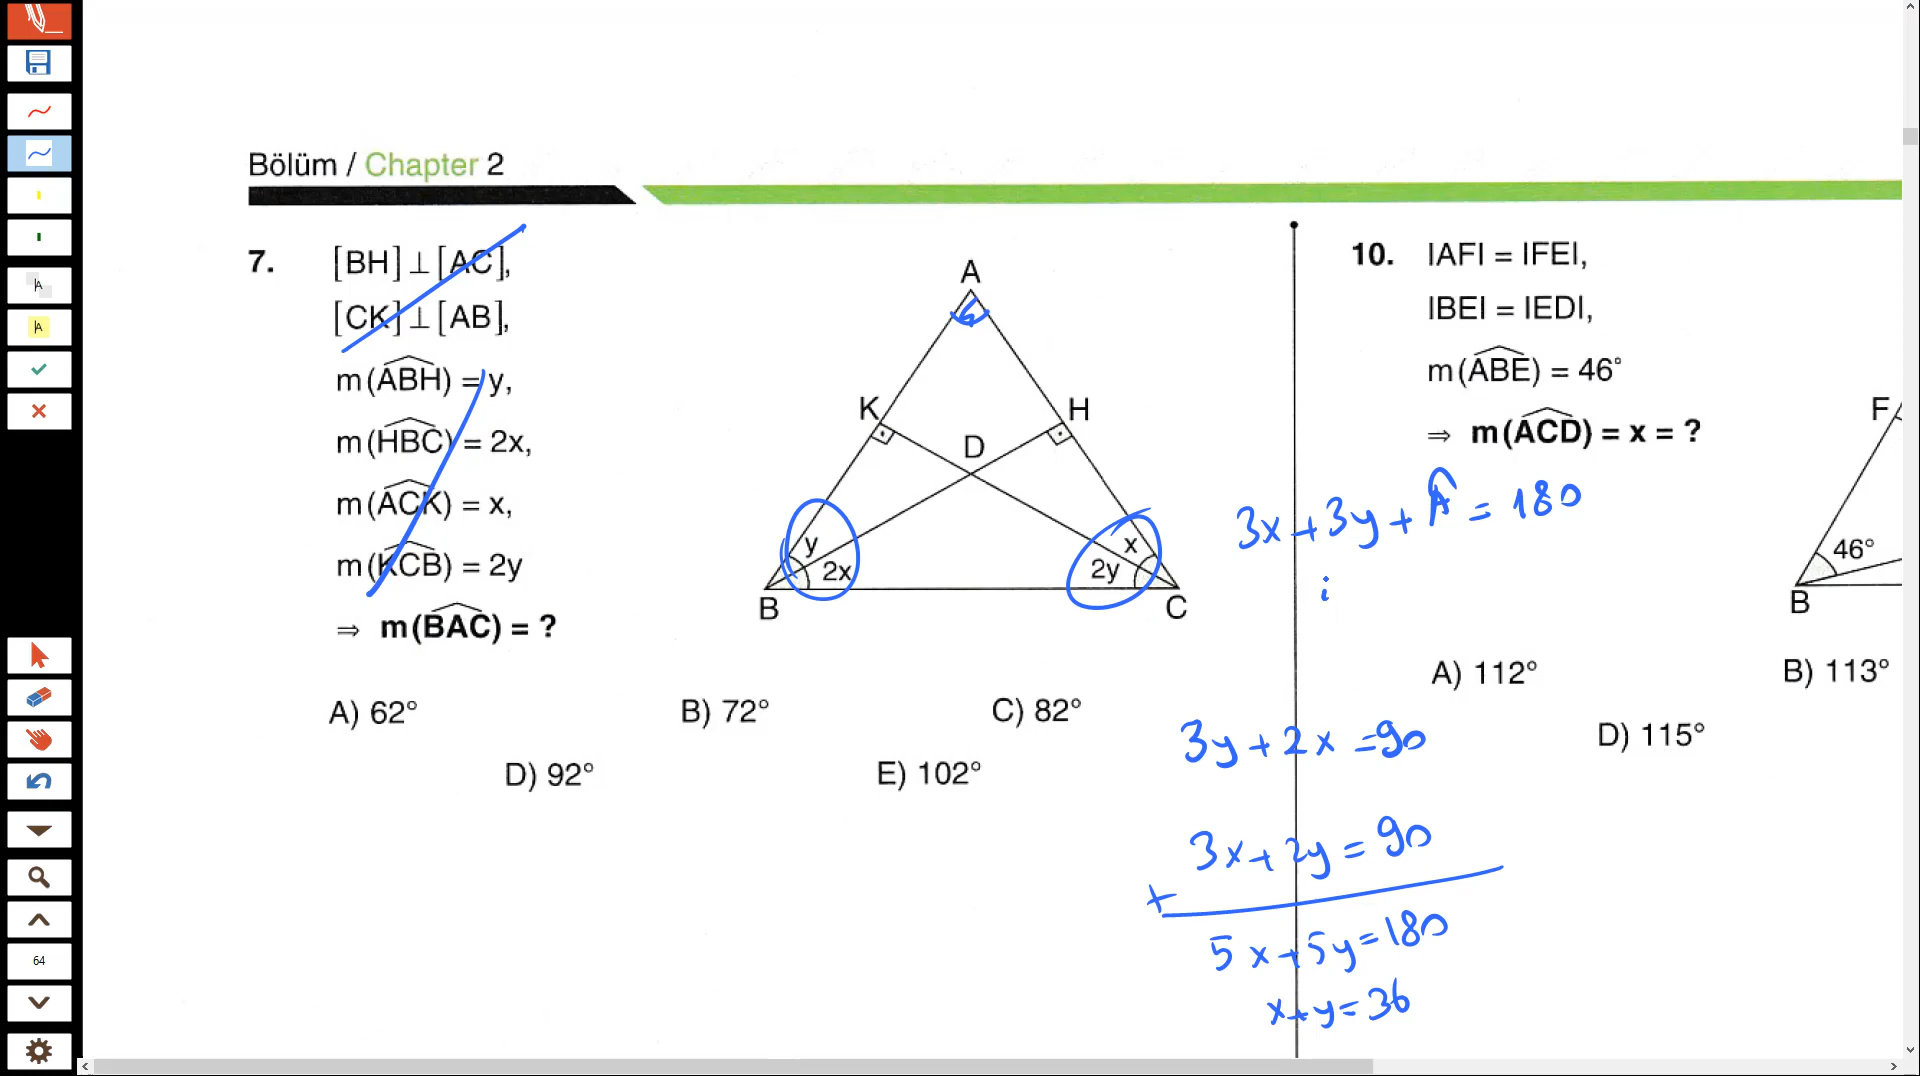 Bölüm / Chapter 2
7.
[BH] ⊥ [AC],
[CK] ⊥ [AB],
m(ABH) = y,
m(HBC) = 2x,
m(ACK) = x,
m(KCB) = 2y
⇒ m(BAC) = ?
A
K
H
D
y
2x
x
2y
B
C
A) 62°
B) 72°
C) 82°
D) 92°
E) 102°
10. |AF| = |FE|,
|BE| = |ED|,
m(ABE) = 46°
⇒ m(ACD) = x = ?
3x + 3y + A = 180
F
46°
B
A) 112°
B) 113°
D) 115°
3y + 2x = 90
3x + 2y = 90
+
5x + 5y = 180
x + y = 36
64